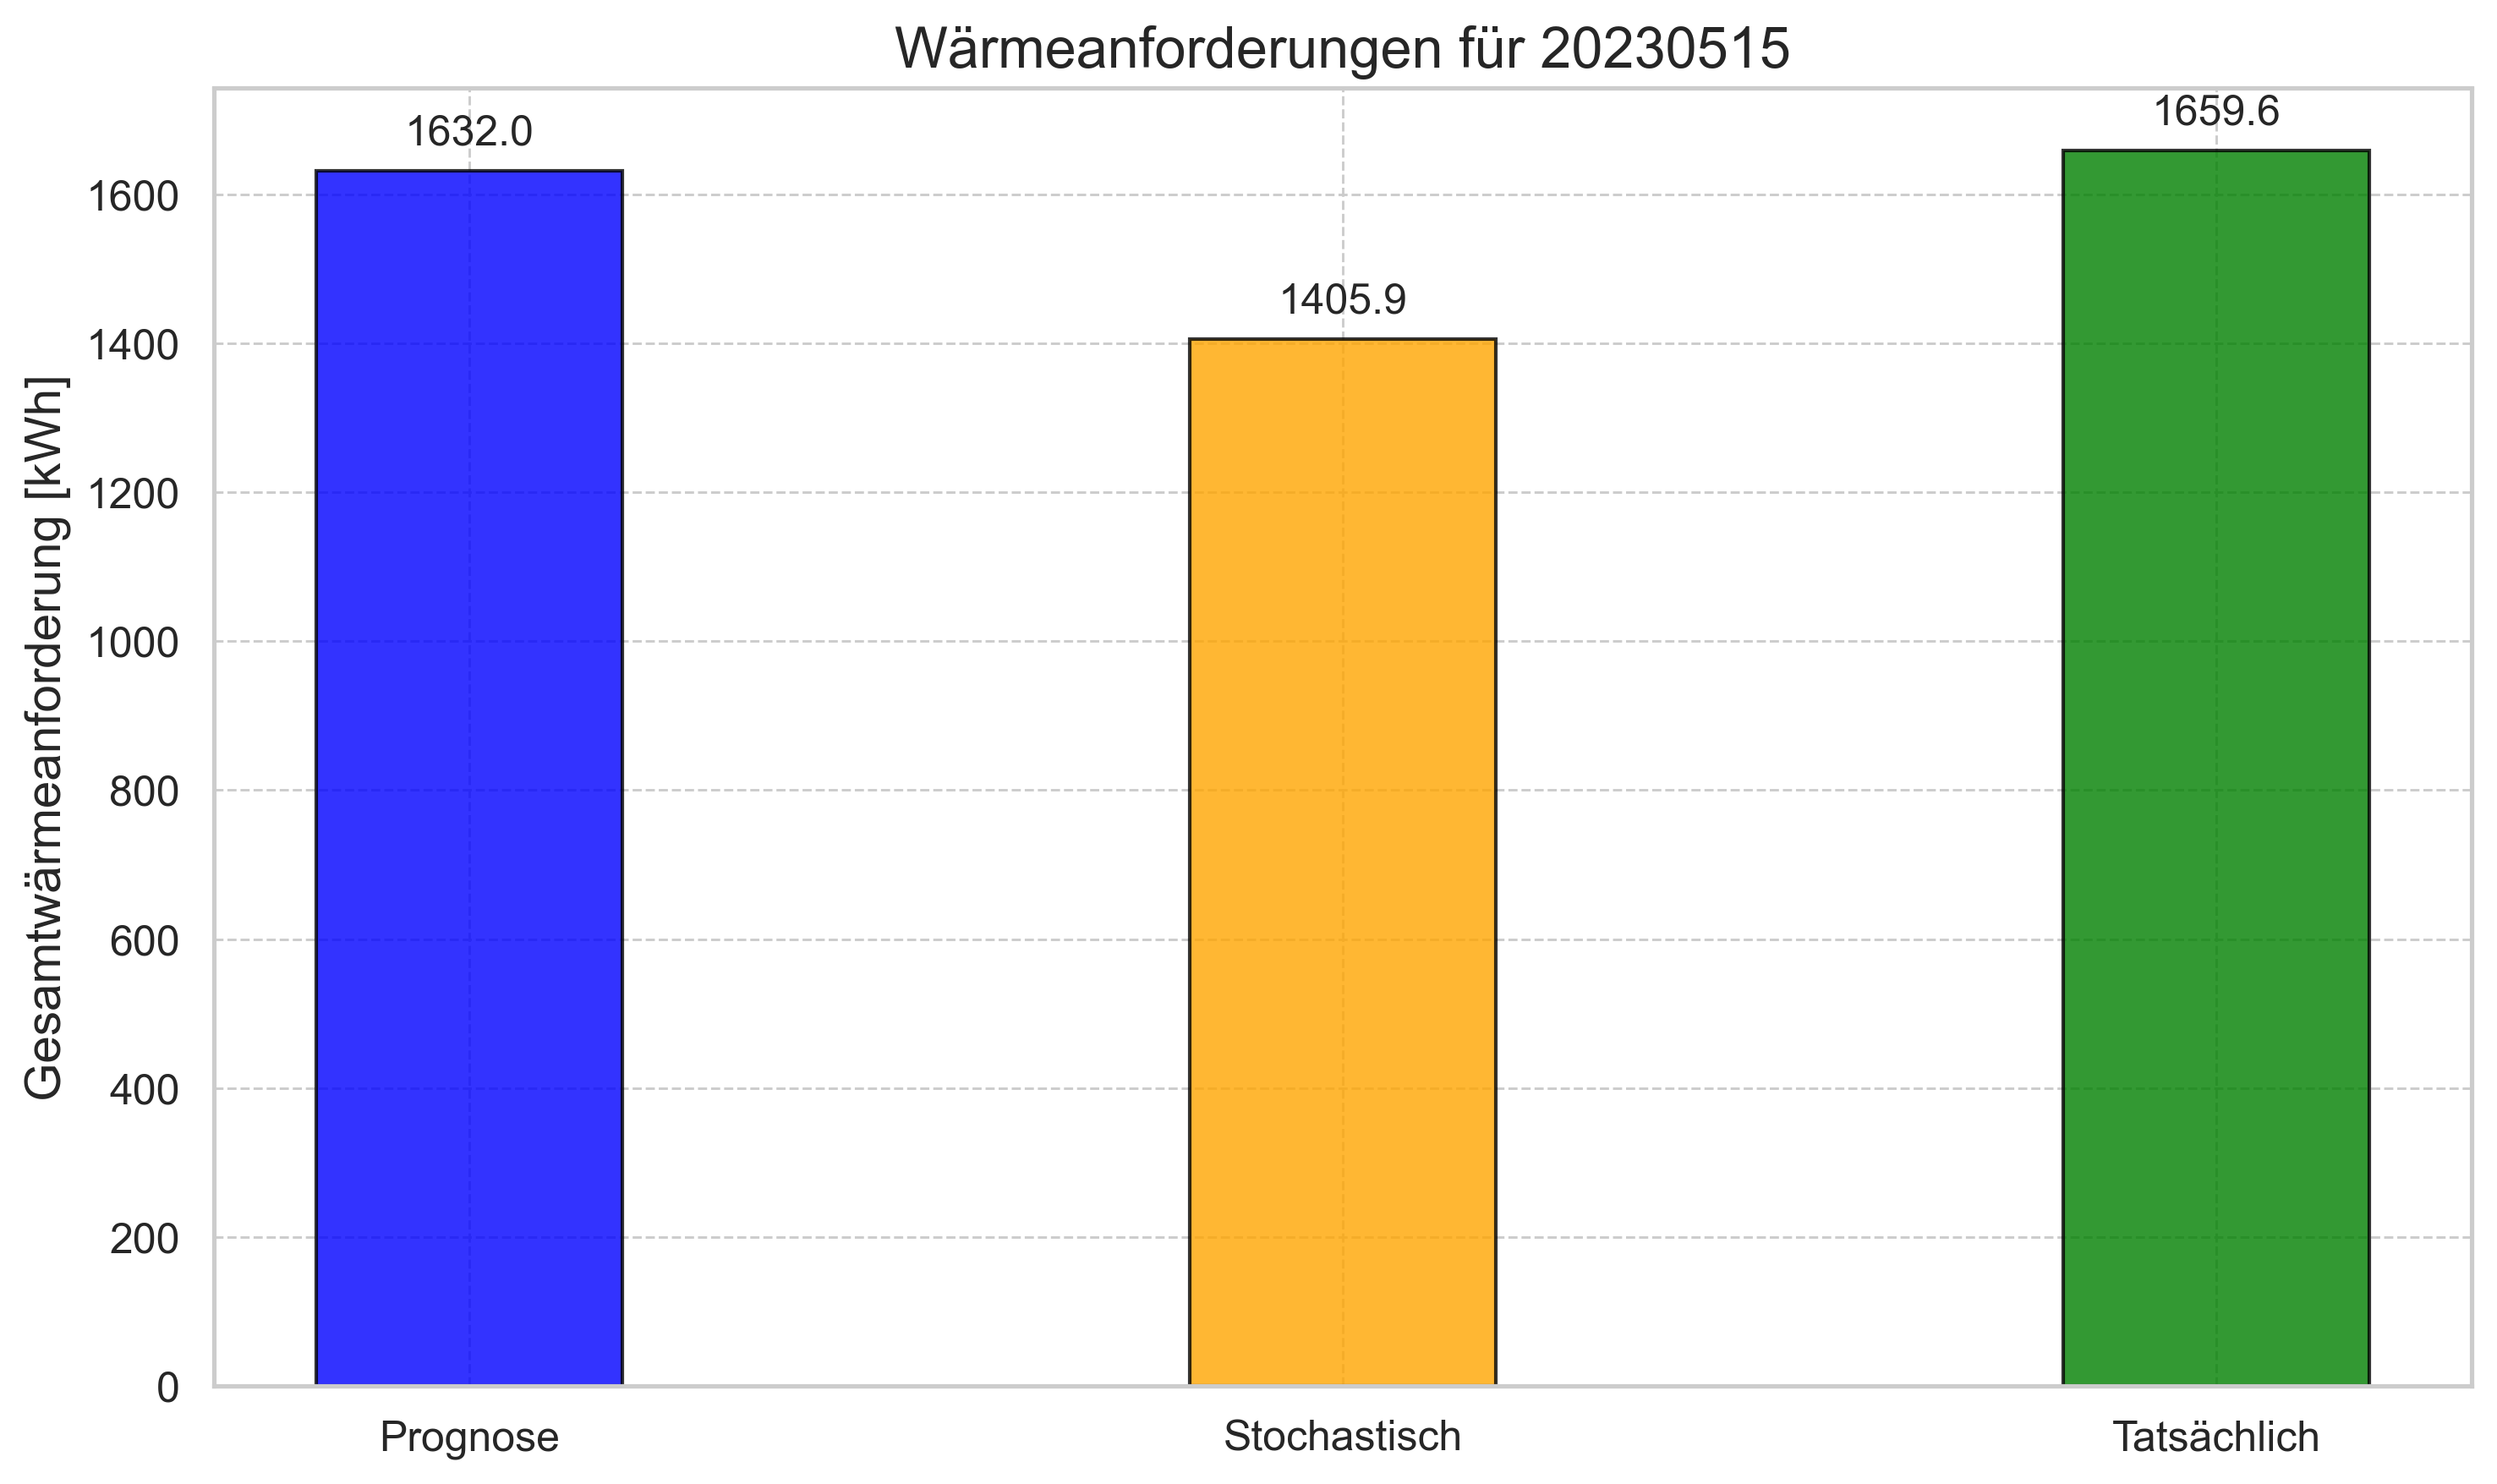 Wärmeanforderungen für 20230515
Gesamtwärmeanforderung [kWh]
1632.0
1405.9
1659.6
1600
1400
1200
1000
800
600
400
200
0
Prognose
Stochastisch
Tatsächlich